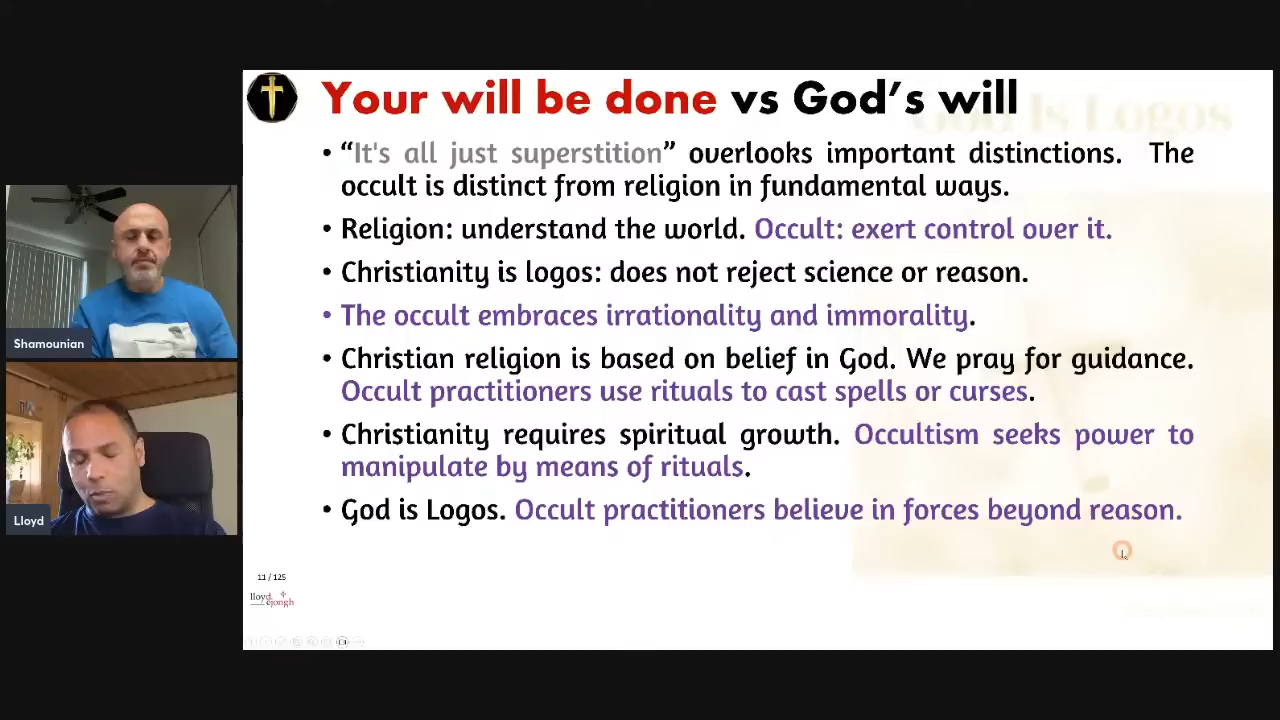 Your will be done vs God's will
God Is Logos
• “It's all just superstition” overlooks important distinctions. The
occult is distinct from religion in fundamental ways.
• Religion: understand the world. Occult: exert control over it.
• Christianity is logos: does not reject science or reason.
• The occult embraces irrationality and immorality.
• Christian religion is based on belief in God. We pray for guidance.
Occult practitioners use rituals to cast spells or curses.
• Christianity requires spiritual growth. Occultism seeks power to
manipulate by means of rituals.
• God is Logos. Occult practitioners believe in forces beyond reason.
Shamounian
Lloyd
11 / 125
lloyd
dejongh